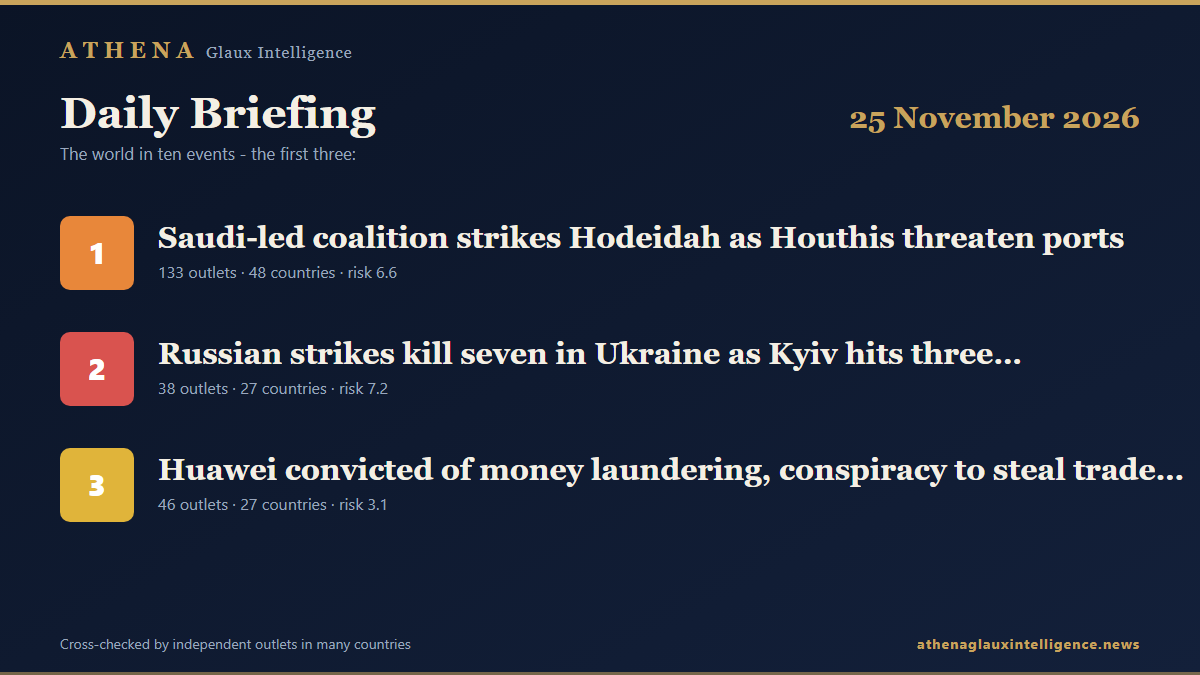 ATHENA Glaux Intelligence
Daily Briefing
25 November 2026
The world in ten events - the first three:
1
Saudi-led coalition strikes Hodeidah as Houthis threaten ports
133 outlets · 48 countries · risk 6.6
2
Russian strikes kill seven in Ukraine as Kyiv hits three...
38 outlets · 27 countries · risk 7.2
3
Huawei convicted of money laundering, conspiracy to steal trade...
46 outlets · 27 countries · risk 3.1
Cross-checked by independent outlets in many countries
athenaglauxintelligence.news